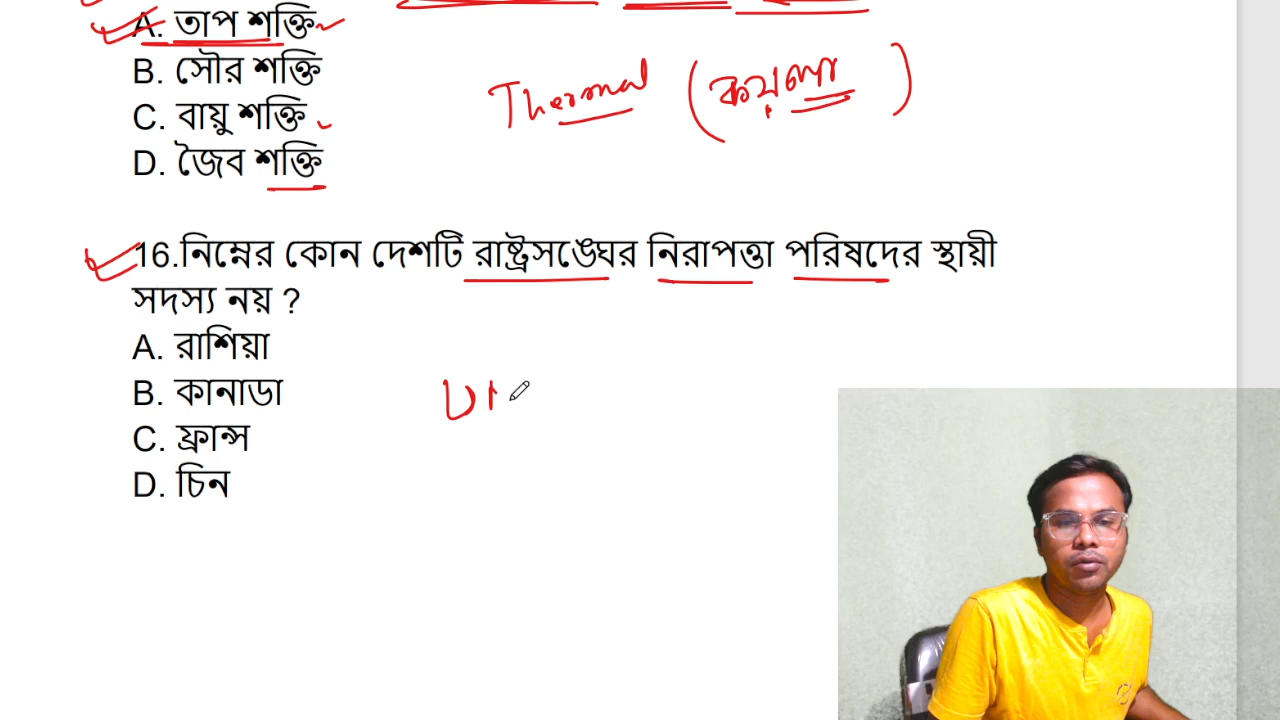 A. তাপ শক্তি
B. সৌর শক্তি
Thermal (কয়লা)
C. বায়ু শক্তি
D. জৈব শক্তি
16.নিম্নের কোন দেশটি রাষ্ট্রসঙ্ঘের নিরাপত্তা পরিষদের স্থায়ী
সদস্য নয় ?
A. রাশিয়া
B. কানাডা
C. ফ্রান্স
D. চিন